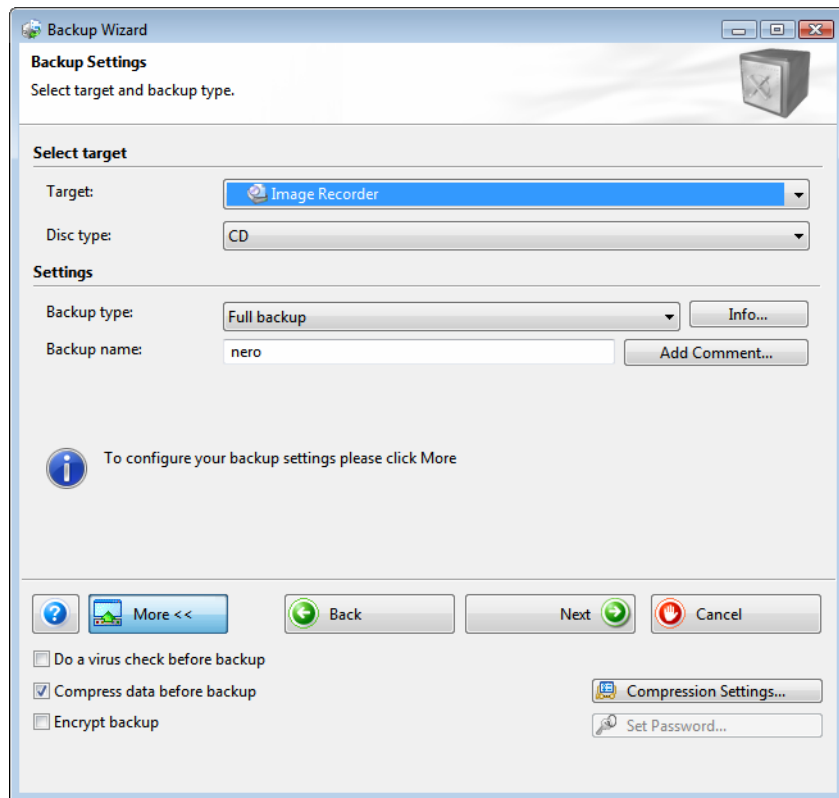 Backup Wizard
Backup Settings
Select target and backup type.
Select target
Target: Image Recorder
Disc type: CD
Settings
Backup type: Full backup Info...
Backup name: nero Add Comment...
To configure your backup settings please click More
More << Back Next Cancel
Do a virus check before backup
Compress data before backup Compression Settings...
Encrypt backup Set Password...